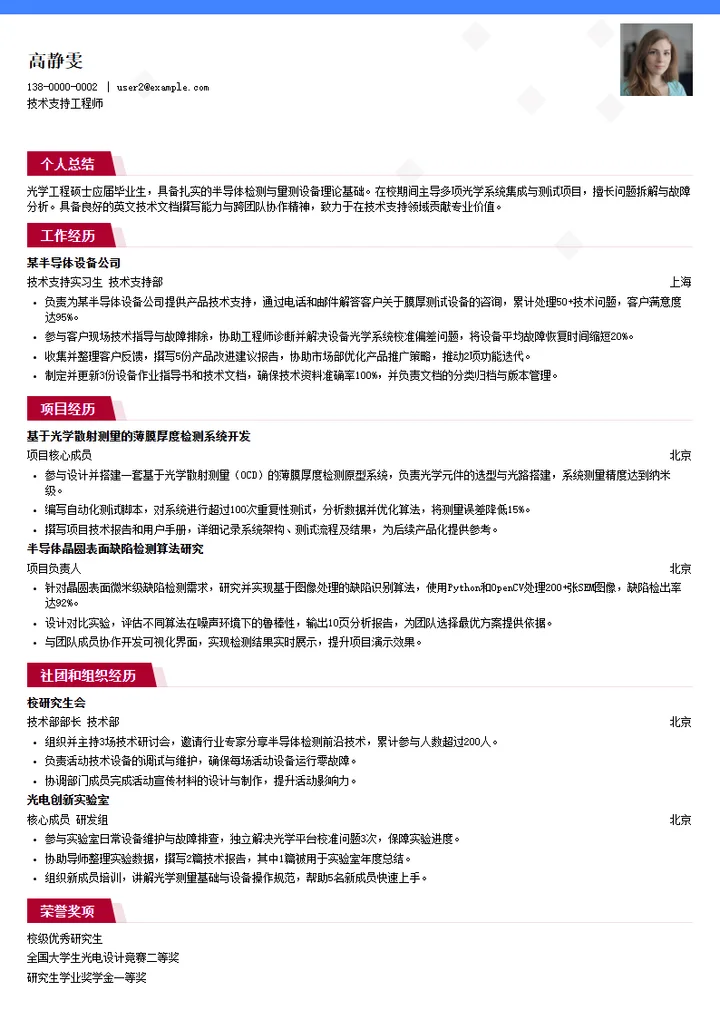 高静雯
138-0000-0002 | user2@example.com
技术支持工程师
个人总结
光学工程硕士应届毕业生，具备扎实的半导体检测与量测设备理论基础。在校期间主导多项光学系统集成与测试项目，擅长问题拆解与故障
分析。具备良好的英文技术文档撰写能力与跨团队协作精神，致力于在技术支持领域贡献专业价值。
工作经历
某半导体设备公司
技术支持实习生 技术支持部 上海
• 负责为某半导体设备公司提供产品技术支持，通过电话和邮件解答客户关于膜厚测试设备的咨询，累计处理50+技术问题，客户满意度
达95%。
• 参与客户现场技术指导与故障排除，协助工程师诊断并解决设备光学系统校准偏差问题，将设备平均故障恢复时间缩短20%。
• 收集并整理客户反馈，撰写5份产品改进建议报告，协助市场部优化产品推广策略，推动2项功能迭代。
• 制定并更新3份设备作业指导书和技术文档，确保技术资料准确率100%，并负责文档的分类归档与版本管理。
项目经历
基于光学散射测量的薄膜厚度检测系统开发
项目核心成员 北京
• 参与设计并搭建一套基于光学散射测量（OCD）的薄膜厚度检测原型系统，负责光学元件的选型与光路搭建，系统测量精度达到纳米
级。
• 编写自动化测试脚本，对系统进行超过100次重复性测试，分析数据并优化算法，将测量误差降低15%。
• 撰写项目技术报告和用户手册，详细记录系统架构、测试流程及结果，为后续产品化提供参考。
半导体晶圆表面缺陷检测算法研究
项目负责人 北京
• 针对晶圆表面微米级缺陷检测需求，研究并实现基于图像处理的缺陷识别算法，使用Python和OpenCV处理200+张SEM图像，缺陷检出率
达92%。
• 设计对比实验，评估不同算法在噪声环境下的鲁棒性，输出10页分析报告，为团队选择最优方案提供依据。
• 与团队成员协作开发可视化界面，实现检测结果实时展示，提升项目演示效果。
社团和组织经历
校研究生会
技术部部长 技术部 北京
• 组织并主持3场技术研讨会，邀请行业专家分享半导体检测前沿技术，累计参与人数超过200人。
• 负责活动技术设备的调试与维护，确保每场活动设备运行零故障。
• 协调部门成员完成活动宣传材料的设计与制作，提升活动影响力。
光电创新实验室
核心成员 研发组 北京
• 参与实验室日常设备维护与故障排查，独立解决光学平台校准问题3次，保障实验进度。
• 协助导师整理实验数据，撰写2篇技术报告，其中1篇被用于实验室年度总结。
• 组织新成员培训，讲解光学测量基础与设备操作规范，帮助5名新成员快速上手。
荣誉奖项
校级优秀研究生
全国大学生光电设计竞赛二等奖
研究生学业奖学金一等奖